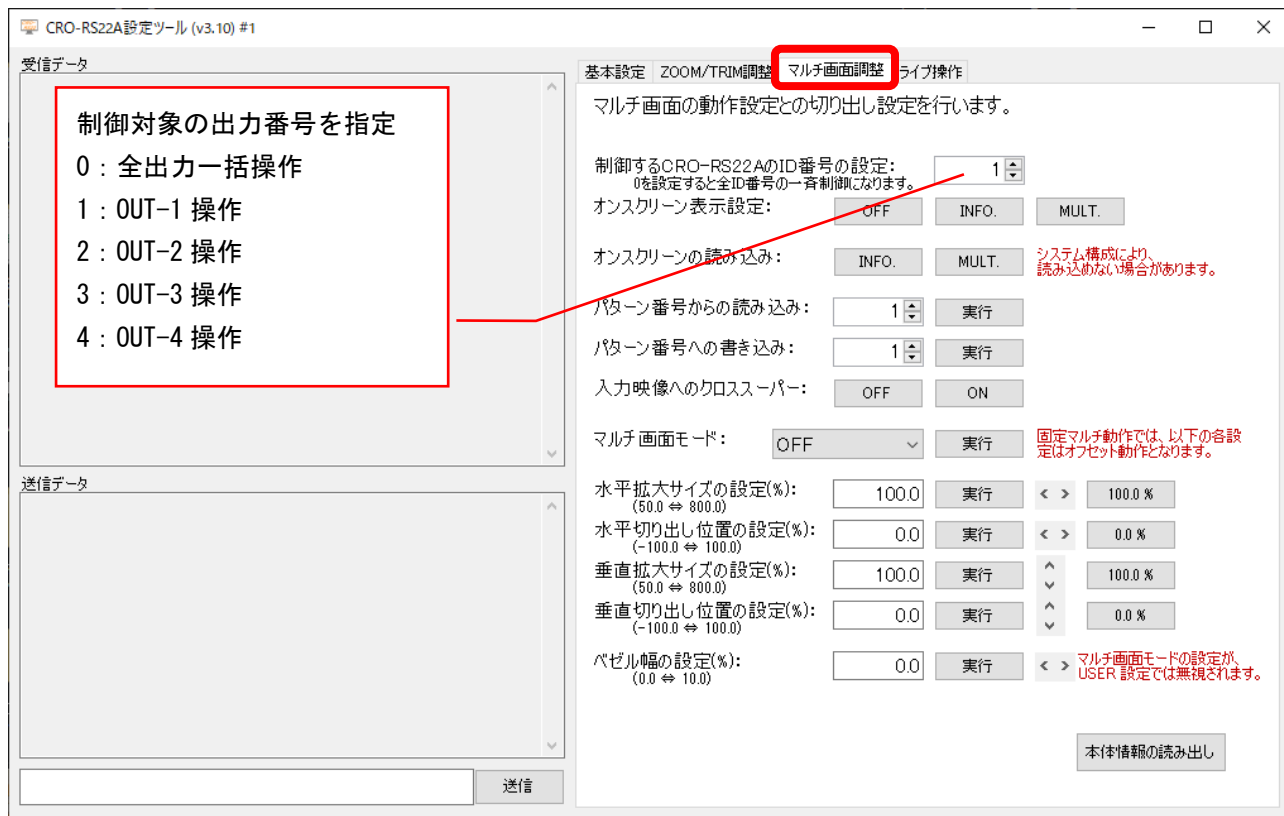 CRO-RS22A設定ツール (v3.10) #1
受信データ
制御対象の出力番号を指定
0：全出力一括操作
1：OUT-1 操作
2：OUT-2 操作
3：OUT-3 操作
4：OUT-4 操作
送信データ
送信
基本設定 ZOOM/TRIM調整 マルチ画面調整 ライブ操作
マルチ画面の動作設定との切り出し設定を行います。
制御するCRO-RS22AのID番号の設定: 1
0を設定すると全ID番号の一斉制御になります。
オンスクリーン表示設定: OFF INFO. MULT.
オンスクリーンの読み込み: INFO. MULT. システム構成により、
読み込めない場合があります。
パターン番号からの読み込み: 1 実行
パターン番号への書き込み: 1 実行
入力映像へのクロススーパー: OFF ON
マルチ画面モード: OFF 実行 固定マルチ動作では、以下の各設
定はオフセット動作となります。
水平拡大サイズの設定(%): 100.0 実行 < > 100.0 %
(50.0 ⇔ 800.0)
水平切り出し位置の設定(%): 0.0 実行 < > 0.0 %
(-100.0 ⇔ 100.0)
垂直拡大サイズの設定(%): 100.0 実行 100.0 %
(50.0 ⇔ 800.0)
垂直切り出し位置の設定(%): 0.0 実行 0.0 %
(-100.0 ⇔ 100.0)
ベゼル幅の設定(%): 0.0 実行 < > マルチ画面モードの設定が、
(0.0 ⇔ 10.0) USER 設定では無視されます。
本体情報の読み出し